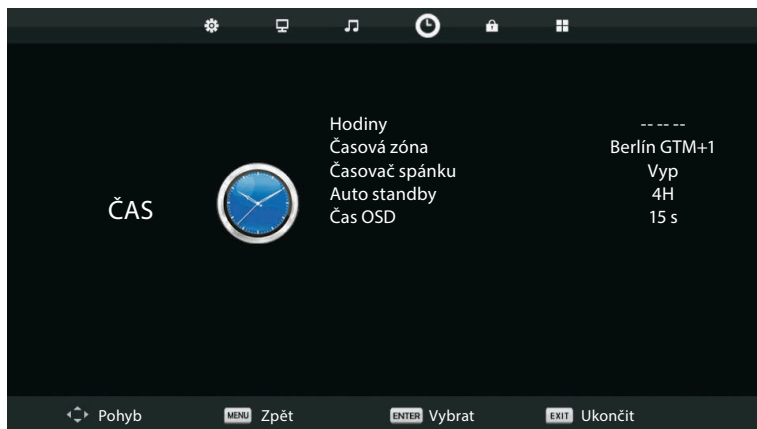 ČAS
Hodiny -- -- --
Časová zóna Berlín GTM+1
Časovač spánku Vyp
Auto standby 4H
Čas OSD 15 s
Pohyb MENU Zpět ENTER Vybrat EXIT Ukončit